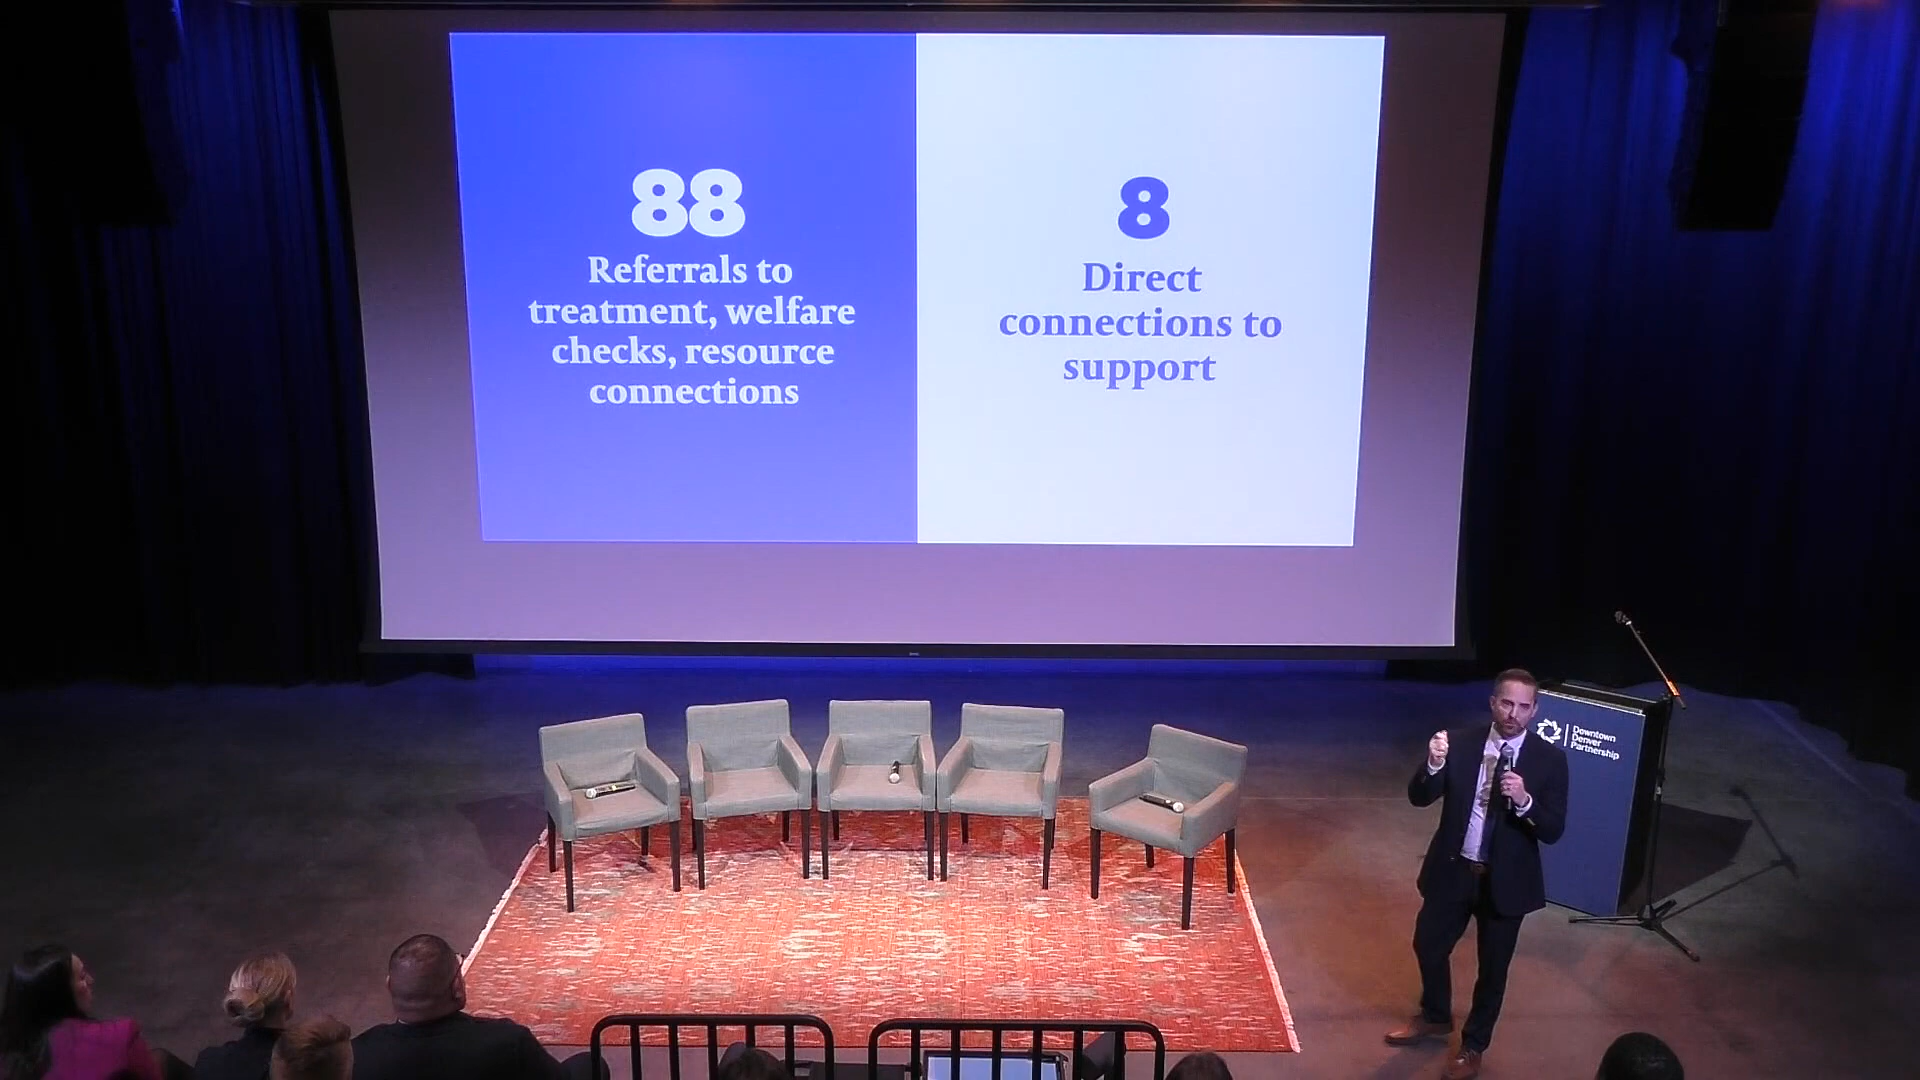 88
Referrals to
treatment, welfare
checks, resource
connections
8
Direct
connections to
support
Downtown
Denver
Partnership